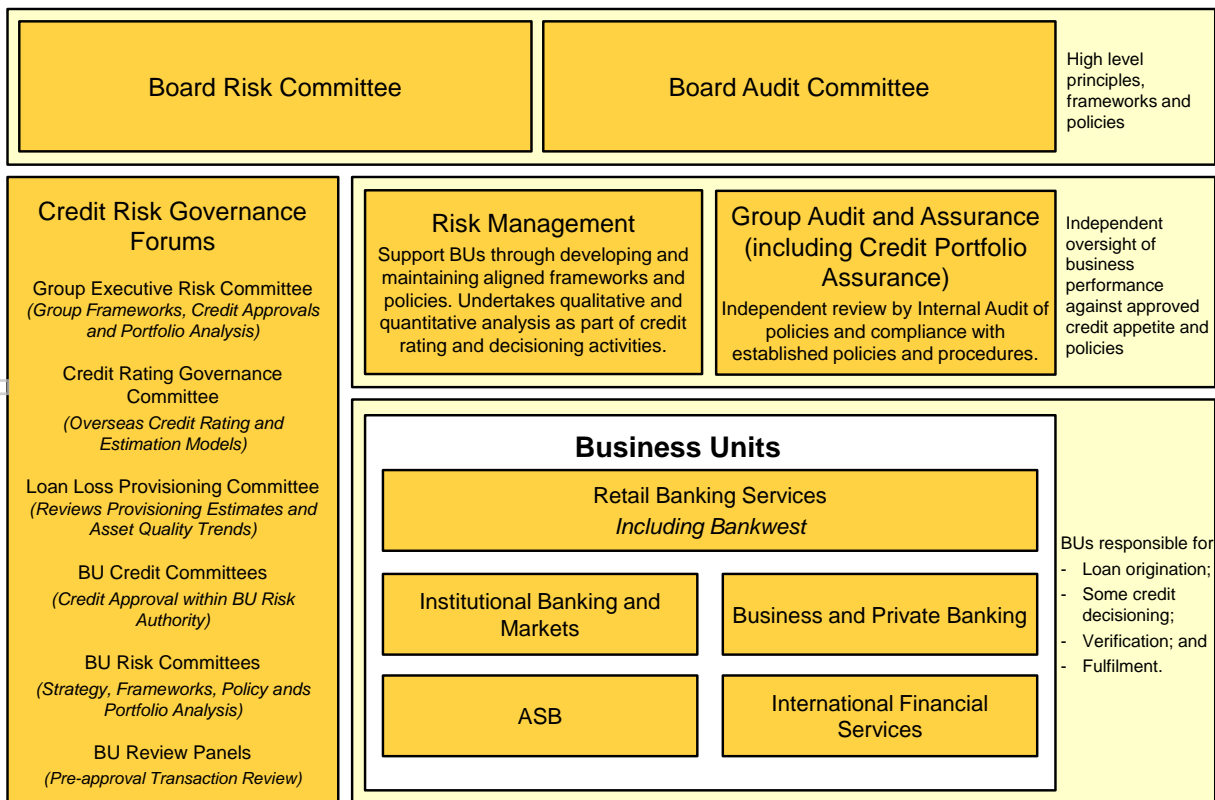 Board Risk Committee
Board Audit Committee
High level
principles,
frameworks and
policies
Credit Risk Governance
Forums
Group Executive Risk Committee
(Group Frameworks, Credit Approvals
and Portfolio Analysis)
Credit Rating Governance
Committee
(Overseas Credit Rating and
Estimation Models)
Loan Loss Provisioning Committee
(Reviews Provisioning Estimates and
Asset Quality Trends)
BU Credit Committees
(Credit Approval within BU Risk
Authority)
BU Risk Committees
(Strategy, Frameworks, Policy ands
Portfolio Analysis)
BU Review Panels
(Pre-approval Transaction Review)
Risk Management
Support BUs through developing and
maintaining aligned frameworks and
policies. Undertakes qualitative and
quantitative analysis as part of credit
rating and decisioning activities.
Group Audit and Assurance
(including Credit Portfolio
Assurance)
Independent review by Internal Audit of
policies and compliance with
established policies and procedures.
Independent
oversight of
business
performance
against approved
credit appetite and
policies
Business Units
Retail Banking Services
Including Bankwest
Institutional Banking and
Markets
Business and Private Banking
ASB
International Financial
Services
BUs responsible for
- Loan origination;
- Some credit
decisioning;
- Verification; and
- Fulfilment.